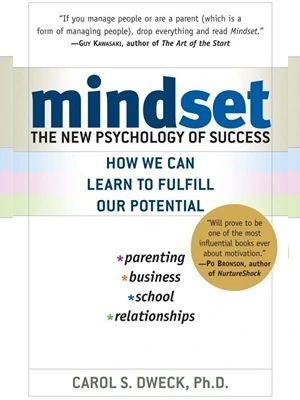 "If you manage people or are a parent (which is a
form of managing people), drop everything and read Mindset."
—GUY KAWASAKI, author of The Art of the Start
mindset
THE NEW PSYCHOLOGY OF SUCCESS
HOW WE CAN
LEARN TO FULFILL
OUR POTENTIAL
*parenting
*business
*school
*relationships
"Will prove to be
one of the most
influential books ever
about motivation."
—PO BRONSON, author
of NurtureShock
CAROL S. DWECK, Ph.D.